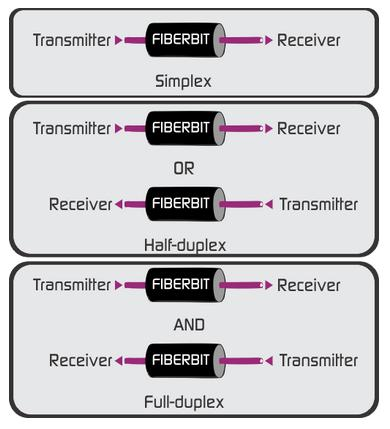 Transmitter FIBERBIT Receiver
Simplex
Transmitter FIBERBIT Receiver
OR
Receiver FIBERBIT Transmitter
Half-duplex
Transmitter FIBERBIT Receiver
AND
Receiver FIBERBIT Transmitter
Full-duplex